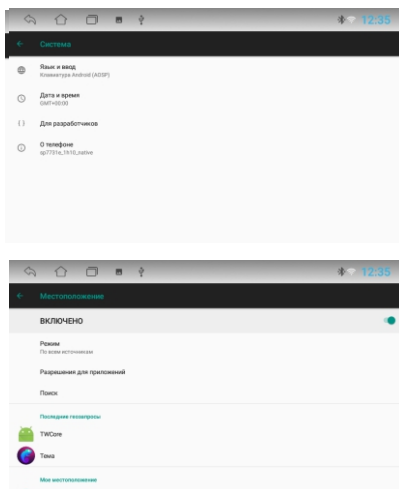 12:35
Система
Язык и ввод
Клавиатура Android (AOSP)
Дата и время
GMT+00:00
Для разработчиков
О телефоне
sp7731e_1h10_native
12:35
Местоположение
ВКЛЮЧЕНО
Режим
По всем источникам
Разрешения для приложений
Поиск
Последние геозапросы
TWCore
Тема
Мое местоположение